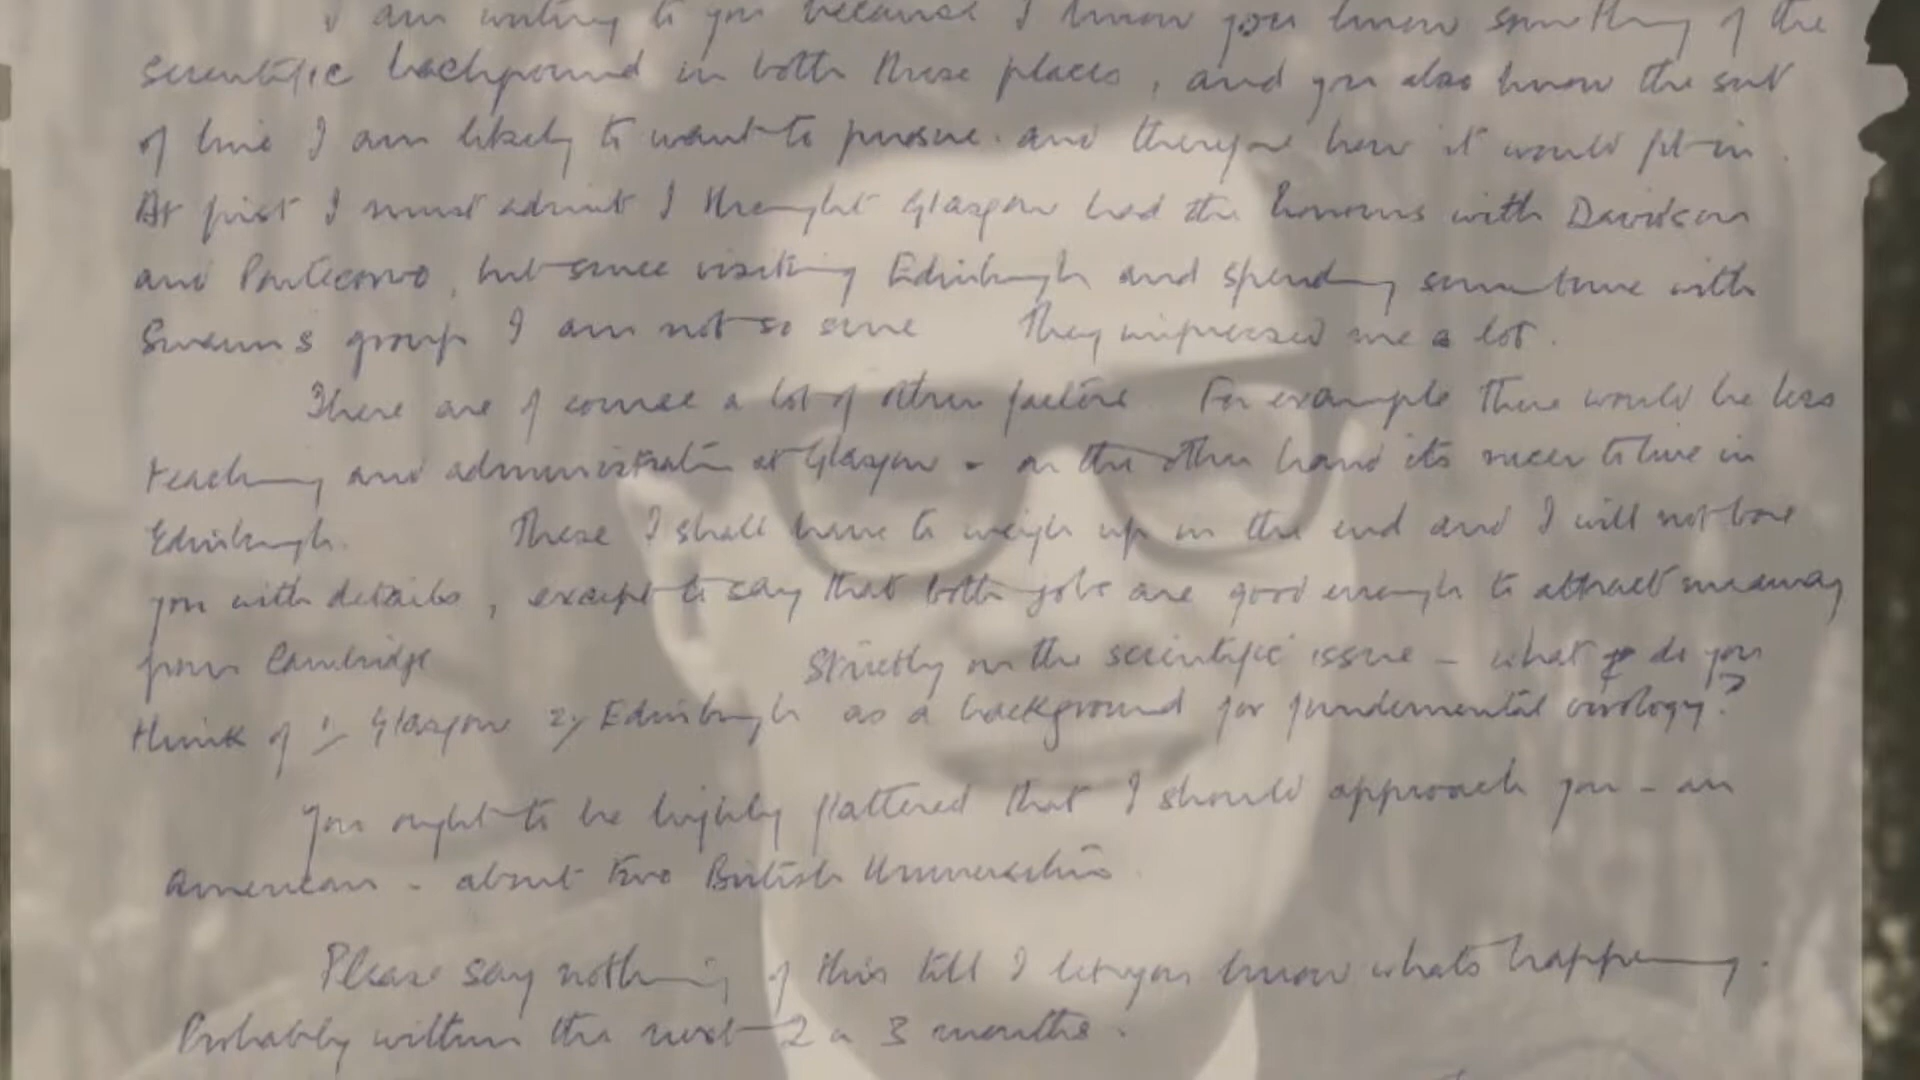 I am writing to you because I know you know something of the
scientific background in both these places, and you also know the sort
of line I am likely to want to pursue and therefore how it would fit in.
At first I must admit I thought Glasgow had the honours with Davidson
and Pontecorvo, but since visiting Edinburgh and spending sometime with
Swann's group I am not so sure They impressed me a lot.
There are of course a lot of other factors For example there would be less
teaching and administration at Glasgow - on the other hand its nicer to live in
Edinburgh. These I shall have to weigh up in the end and I will not bore
you with details, except to say that both jobs are good enough to attract me away
from Cambridge Strictly on the scientific issue - what do you
think of 1/ Glasgow 2/ Edinburgh as a background for fundamental virology?
You ought to be highly flattered that I should approach you - an
American - about two British Universities.
Please say nothing of this till I let you know whats happening.
Probably within the next 2 or 3 months.